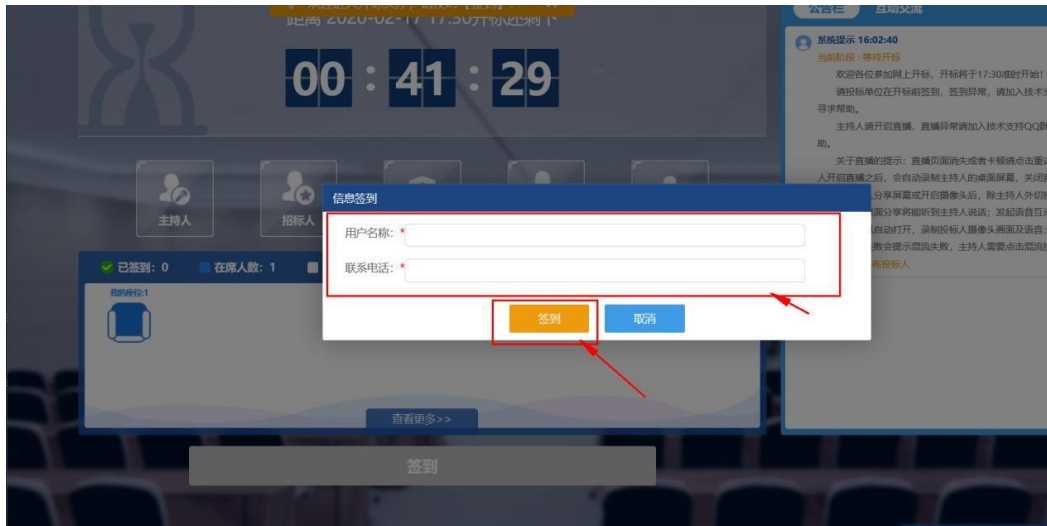 距离 2020-02-17 17:30开标还剩下
00 : 41 : 29
主持人
招标人
已签到：0
在席人数：1
我的座位:1
查看更多>>
签到
信息签到
用户名称：*
联系电话：*
签到
取消
公告栏
互动交流
系统提示 16:02:40
当前阶段：等待开标
欢迎各位参加网上开标，开标将于17:30准时开始！
请投标单位在开标前签到，签到异常，请加入技术支
寻求帮助。
主持人请开启直播，直播异常请加入技术支持QQ群
助。
关于直播的提示：直播页面消失或者卡顿请点击重
人开启直播之后，会自动录制主持人的桌面屏幕，关闭
分享屏幕或开启摄像头后，除主持人外切
面分享将能听到主持人说话；发起语音互
自动打开，录制投标人摄像头画面及语音；
败会提示混流失败，主持人需要点击混流
布投标人